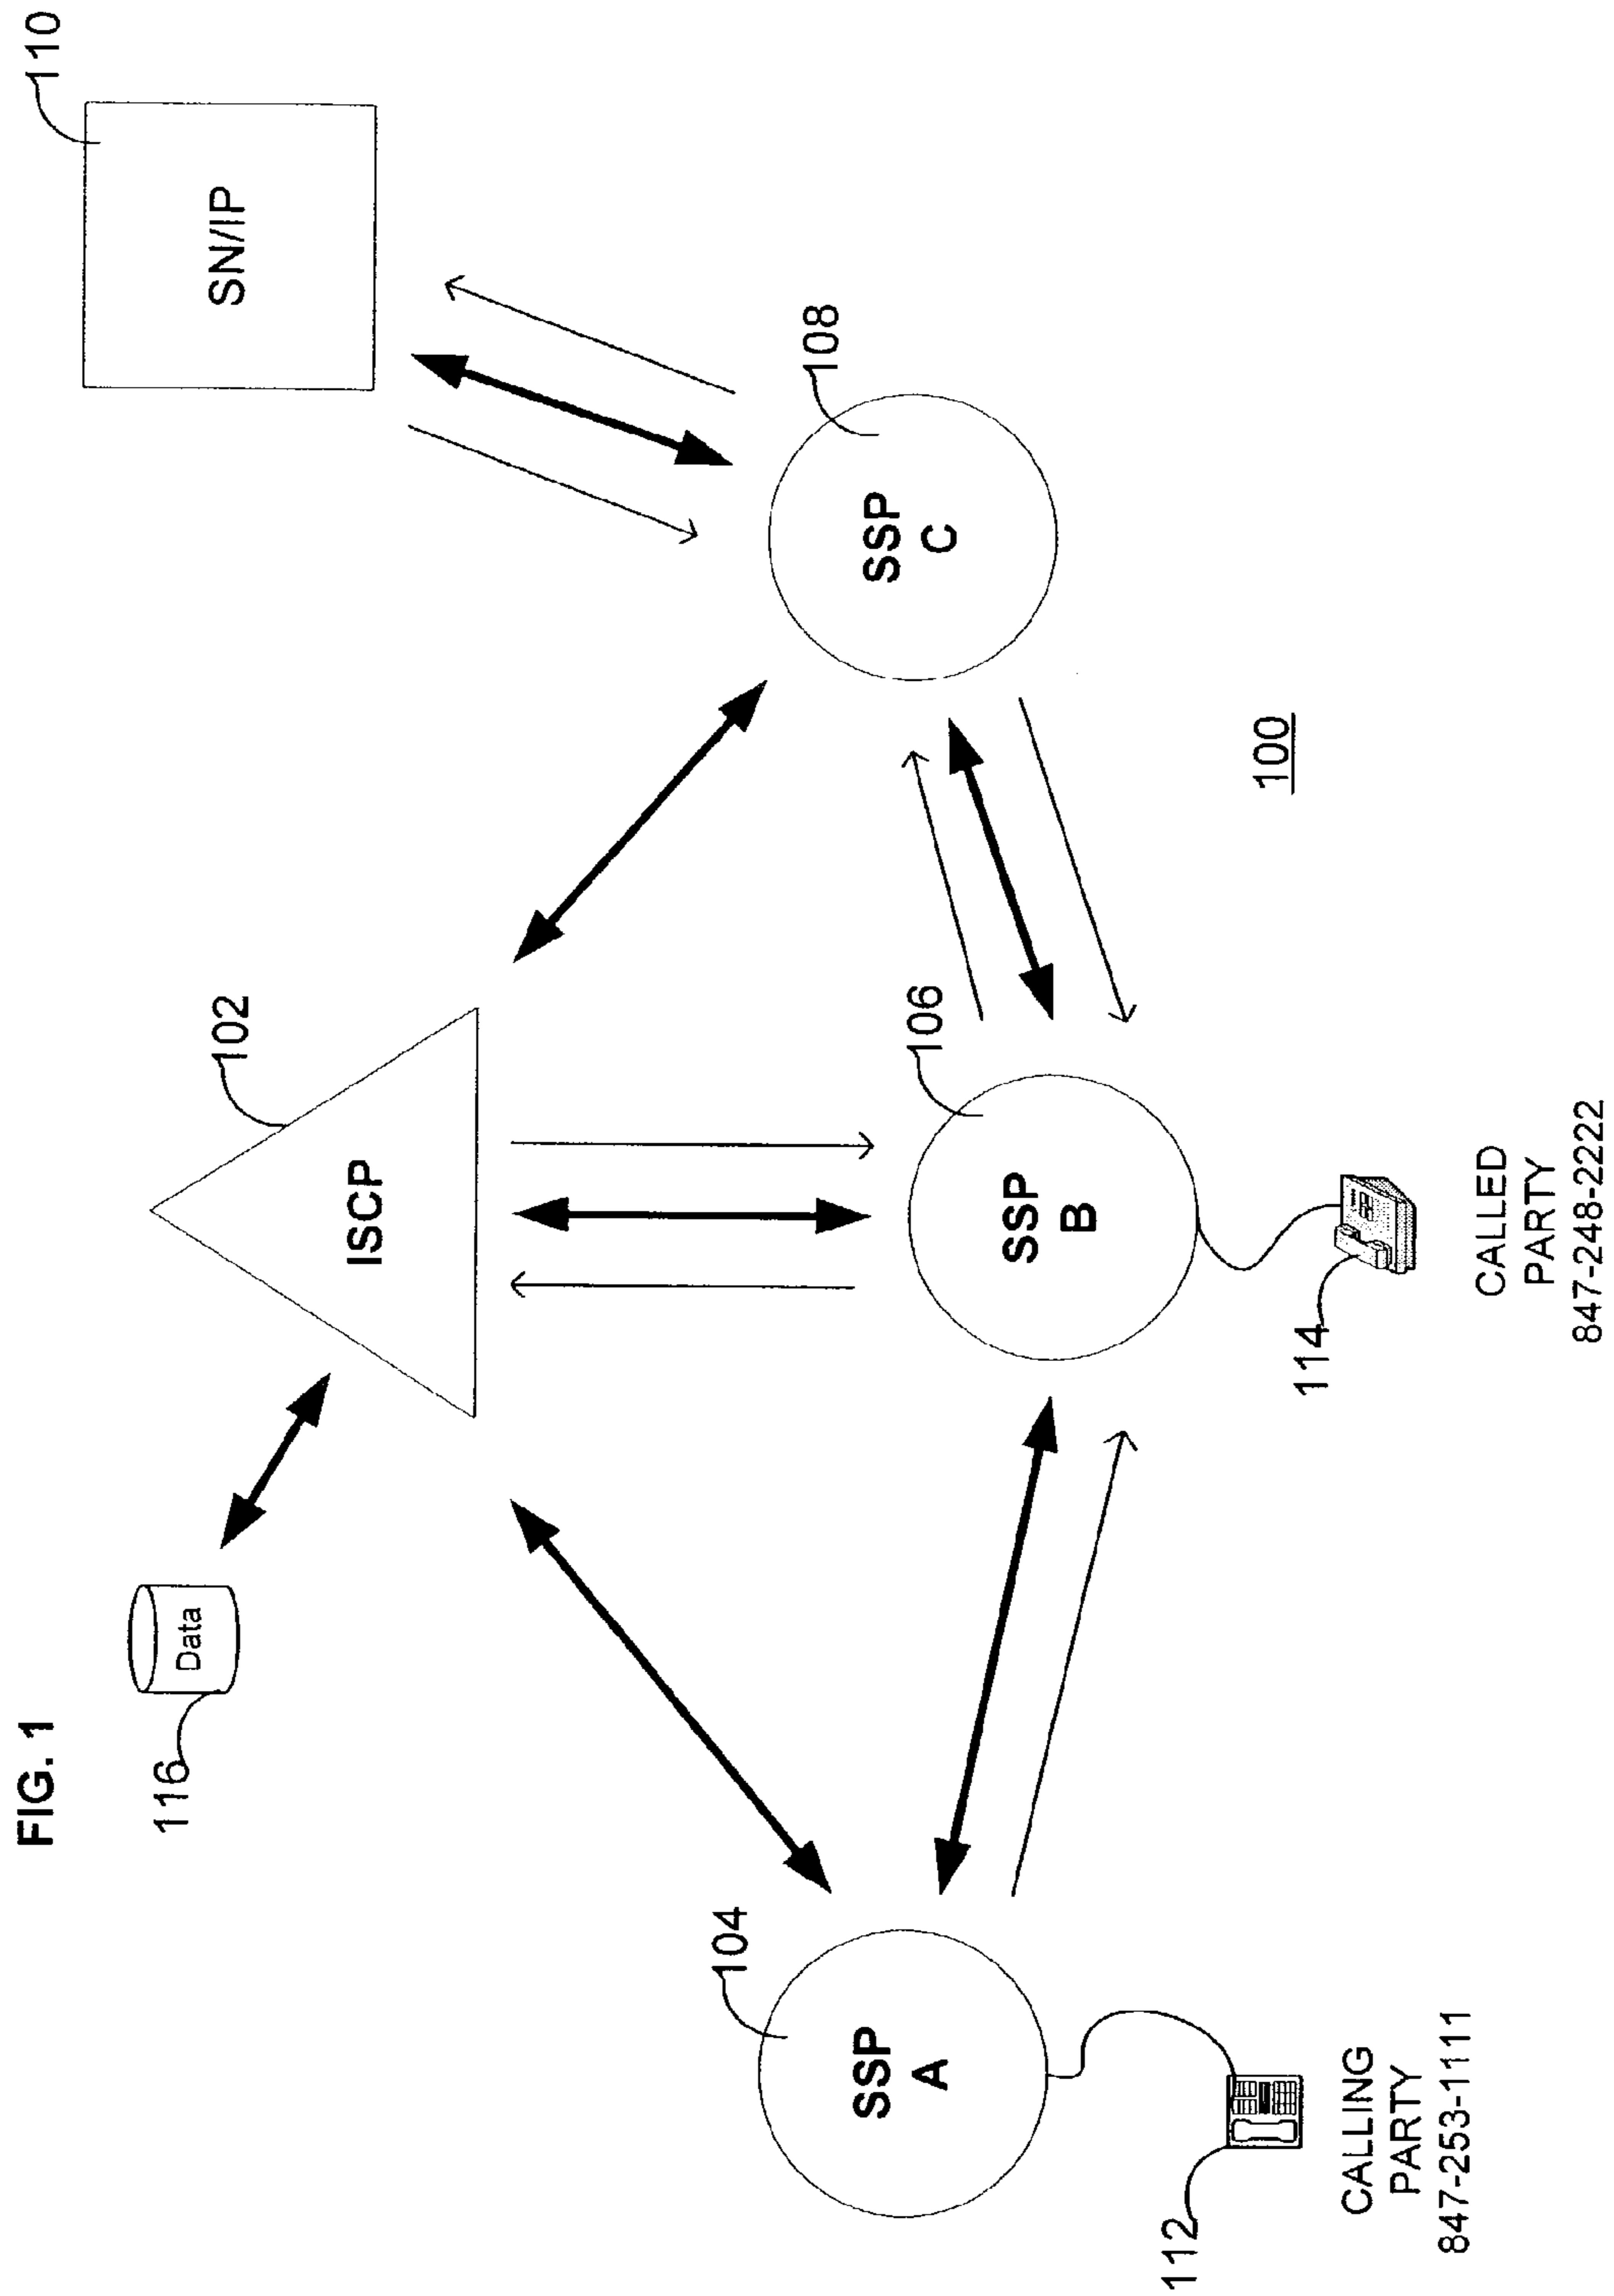 FIG. 1
116
Data
102
ISCP
110
SN/IP
104
SSP
A
106
SSP
B
108
SSP
C
112
CALLING
PARTY
847-253-1111
114
CALLED
PARTY
847-248-2222
100